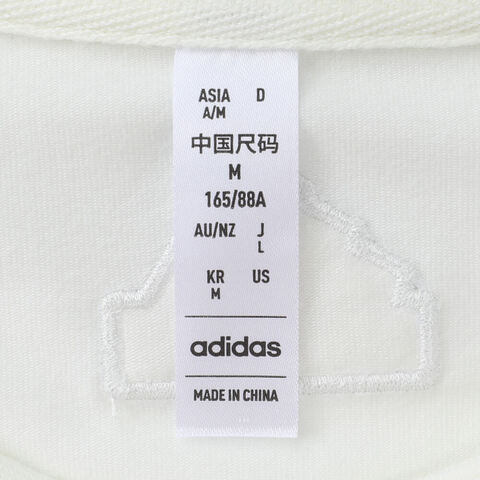 ASIA D
A/M
中国尺码
M
165/88A
AU/NZ J
L
KR US
M
adidas
MADE IN CHINA